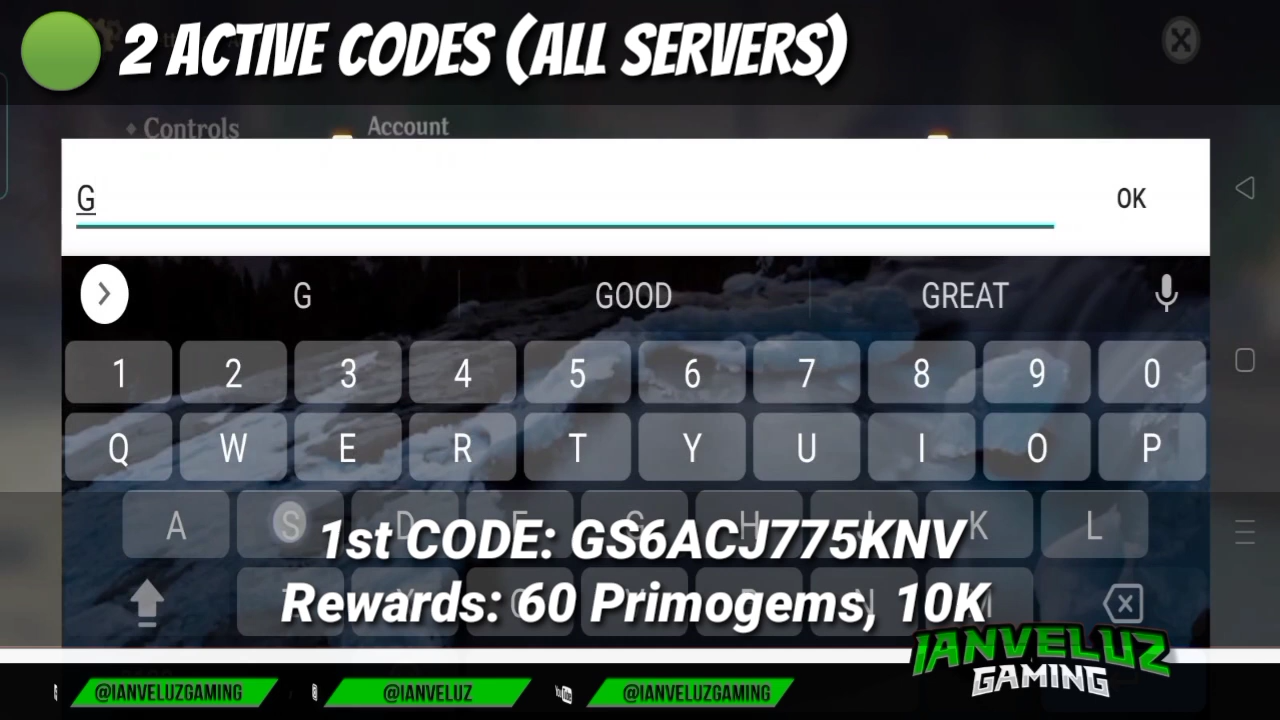 2 ACTIVE CODES (ALL SERVERS)
Controls
Account
G
OK
G GOOD GREAT
1 2 3 4 5 6 7 8 9 0
Q W E R T Y U I O P
A S D F G H J K L
1st CODE: GS6ACJ775KNV
Rewards: 60 Primogems, 10K
IANVELUZ
GAMING
@IANVELUZGAMING @IANVELUZ @IANVELUZGAMING